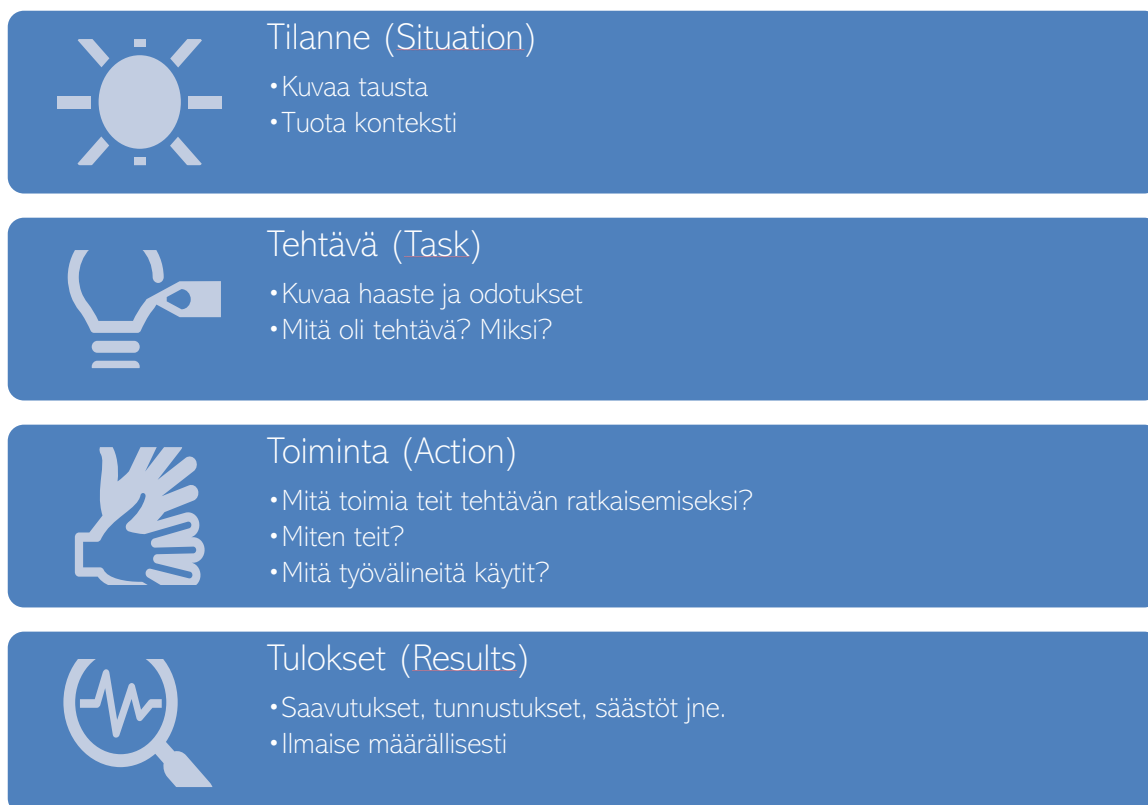 Tilanne (Situation)
•Kuvaa tausta
•Tuota konteksti
Tehtävä (Task)
•Kuvaa haaste ja odotukset
•Mitä oli tehtävä? Miksi?
Toiminta (Action)
•Mitä toimia teit tehtävän ratkaisemiseksi?
•Miten teit?
•Mitä työvälineitä käytit?
Tulokset (Results)
•Saavutukset, tunnustukset, säästöt jne.
•Ilmaise määrällisesti